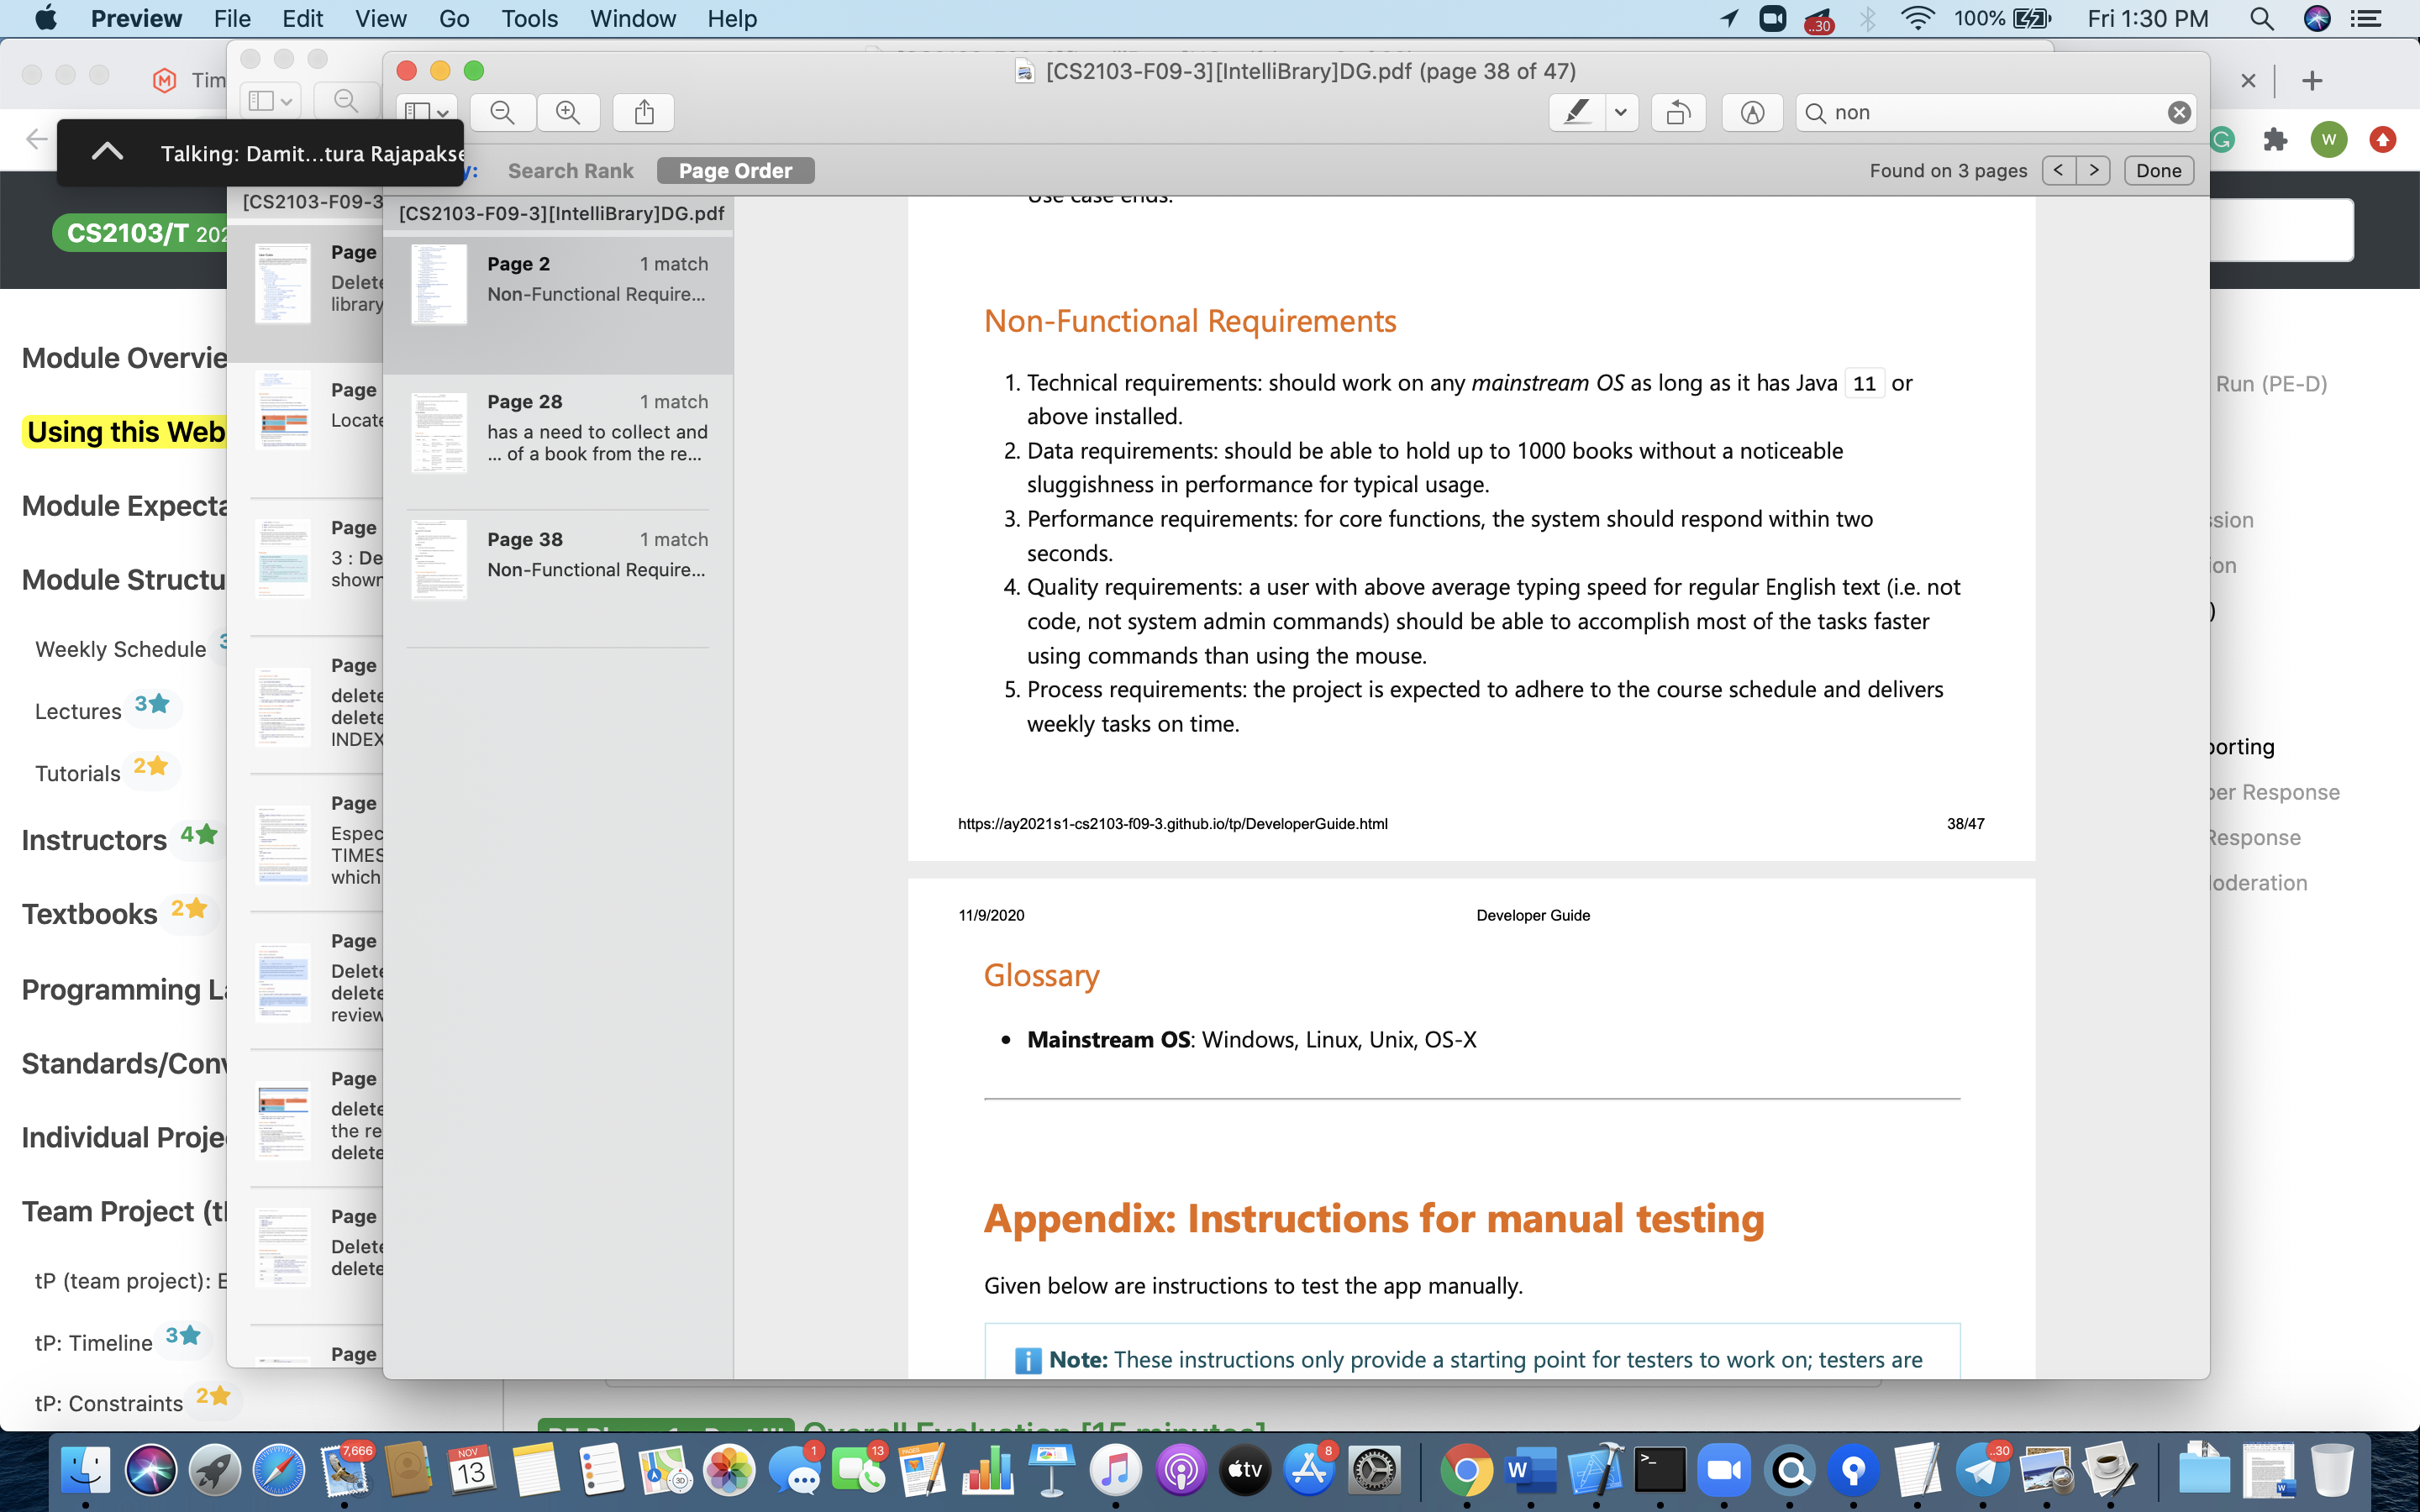 Preview File Edit View Go Tools Window Help
..30 100% Fri 1:30 PM
[CS2103-F09-3][IntelliBrary]DG.pdf (page 38 of 47)
non
Talking: Damit...tura Rajapakse
Search Rank Page Order
Found on 3 pages < > Done
Tim
W
CS2103/T 202
Module Overvie
Using this Web
Module Expecta
Module Structu
Weekly Schedule 3
Lectures 3
Tutorials 2
Instructors 4
Textbooks 2
Programming La
Standards/Conv
Individual Projec
Team Project (t
tP (team project): E
tP: Timeline 3
tP: Constraints 2
[CS2103-F09-3
Page
Delete
library
Page
Locate
Page
3 : De
shown
Page
delete
delete
INDEX
Page
Espec
TIMES
which
Page
Delete
delete
review
Page
delete
the re
delete
Page
Delete
delete
Page
[CS2103-F09-3][IntelliBrary]DG.pdf
Page 2 1 match
Non-Functional Require...
Page 28 1 match
has a need to collect and
... of a book from the re...
Page 38 1 match
Non-Functional Require...
Use case ends.
Non-Functional Requirements
1. Technical requirements: should work on any mainstream OS as long as it has Java 11 or
above installed.
2. Data requirements: should be able to hold up to 1000 books without a noticeable
sluggishness in performance for typical usage.
3. Performance requirements: for core functions, the system should respond within two
seconds.
4. Quality requirements: a user with above average typing speed for regular English text (i.e. not
code, not system admin commands) should be able to accomplish most of the tasks faster
using commands than using the mouse.
5. Process requirements: the project is expected to adhere to the course schedule and delivers
weekly tasks on time.
https://ay2021s1-cs2103-f09-3.github.io/tp/DeveloperGuide.html 38/47
11/9/2020 Developer Guide
Glossary
• Mainstream OS: Windows, Linux, Unix, OS-X
Appendix: Instructions for manual testing
Given below are instructions to test the app manually.
Note: These instructions only provide a starting point for testers to work on; testers are
Run (PE-D)
ssion
ion
)
porting
per Response
Response
oderation
Overall Evaluation [15 minutes]
7,666
NOV
13
1
13
PAGES
tv
8
W
..30